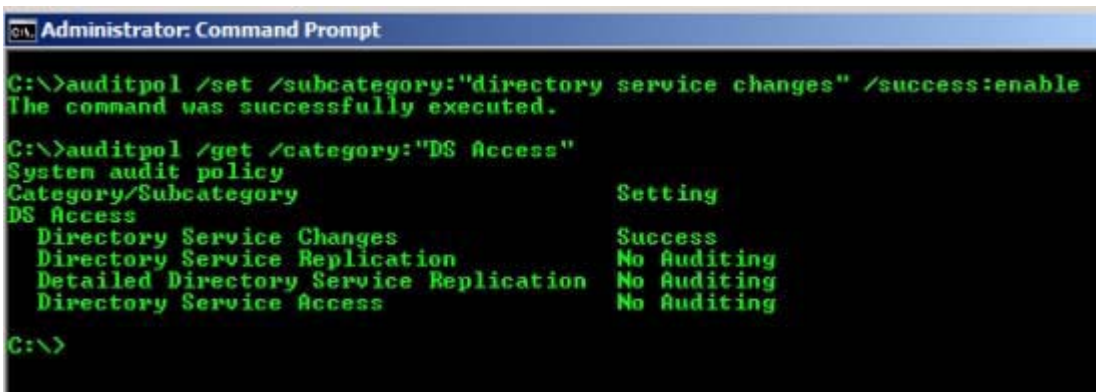 Administrator: Command Prompt
C:\>auditpol /set /subcategory:"directory service changes" /success:enable
The command was successfully executed.
C:\>auditpol /get /category:"DS Access"
System audit policy
Category/Subcategory Setting
DS Access
Directory Service Changes Success
Directory Service Replication No Auditing
Detailed Directory Service Replication No Auditing
Directory Service Access No Auditing
C:\>